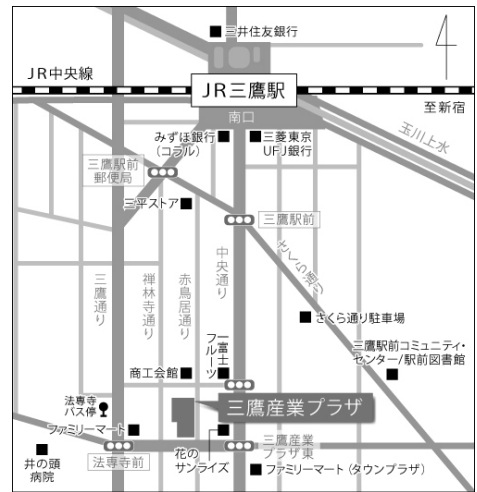 三井住友銀行
JR中央線
JR三鷹駅
至新宿
南口
玉川上水
みずほ銀行
(コラル)
三菱東京
UFJ銀行
三鷹駅前
郵便局
三平ストア
三鷹駅前
さくら通り
中央通り
三鷹通り
禅林寺通り
赤鳥居通り
さくら通り駐車場
一富士
フルーツ
三鷹駅前コミュニティ・
センター/駅前図書館
商工会館
法専寺
バス停
三鷹産業プラザ
ファミリーマート
花の
サンライズ
三鷹産業
プラザ東
井の頭
病院
法専寺前
ファミリーマート(タウンプラザ)